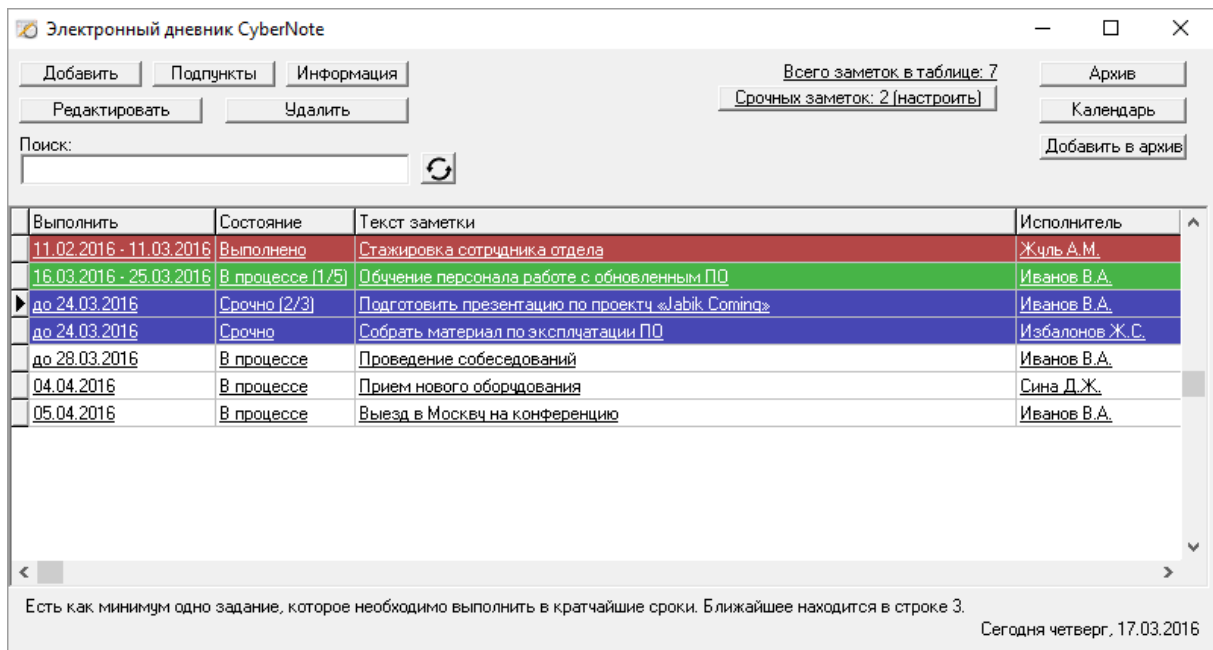 Электронный дневник CyberNote
Добавить Подпункты Информация Всего заметок в таблице: 7 Архив
Редактировать Удалить Срочных заметок: 2 (настроить) Календарь
Поиск: Добавить в архив
Выполнить Состояние Текст заметки Исполнитель
11.02.2016 - 11.03.2016 Выполнено Стажировка сотрудника отдела Жуль А.М.
16.03.2016 - 25.03.2016 В процессе (1/5) Обучение персонала работе с обновленным ПО Иванов В.А.
до 24.03.2016 Срочно (2/3) Подготовить презентацию по проекту «Jabik Coming» Иванов В.А.
до 24.03.2016 Срочно Собрать материал по эксплуатации ПО Избалонов Ж.С.
до 28.03.2016 В процессе Проведение собеседований Иванов В.А.
04.04.2016 В процессе Прием нового оборудования Сина Д.Ж.
05.04.2016 В процессе Выезд в Москву на конференцию Иванов В.А.
Есть как минимум одно задание, которое необходимо выполнить в кратчайшие сроки. Ближайшее находится в строке 3.
Сегодня четверг, 17.03.2016